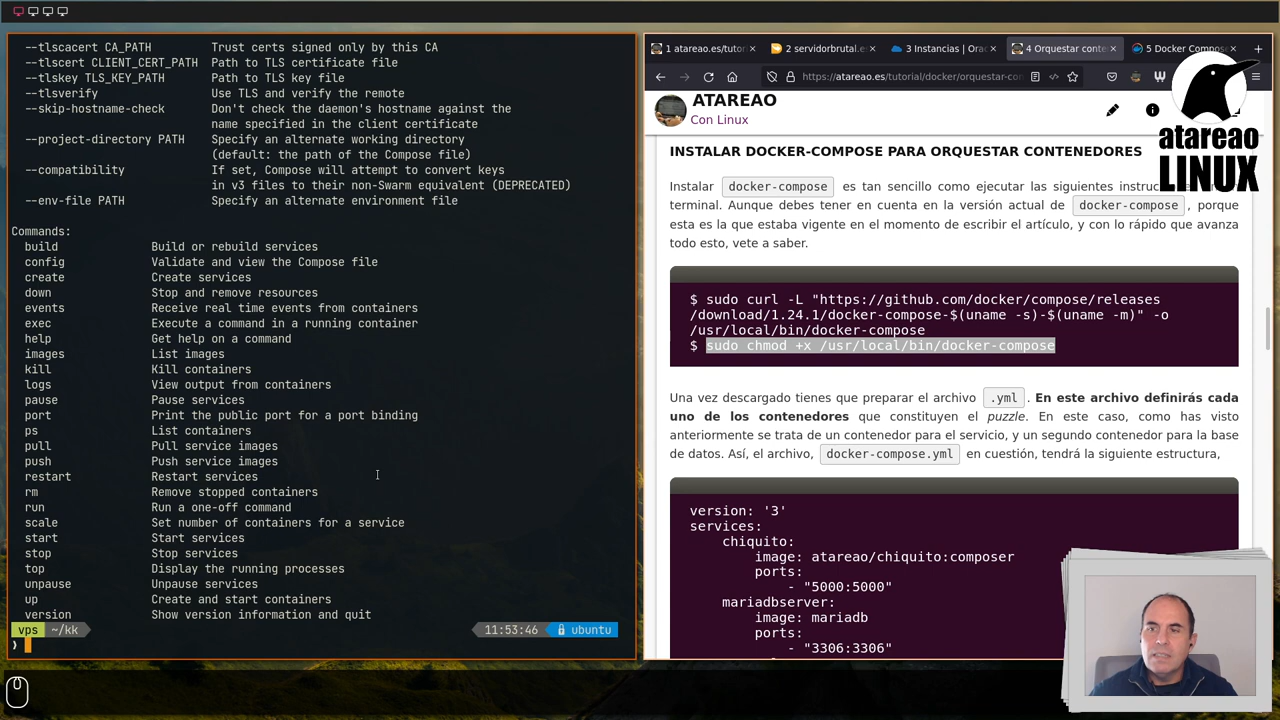 --tlscacert CA_PATH Trust certs signed only by this CA
--tlscert CLIENT_CERT_PATH Path to TLS certificate file
--tlskey TLS_KEY_PATH Path to TLS key file
--tlsverify Use TLS and verify the remote
--skip-hostname-check Don't check the daemon's hostname against the
name specified in the client certificate
--project-directory PATH Specify an alternate working directory
(default: the path of the Compose file)
--compatibility If set, Compose will attempt to convert keys
in v3 files to their non-Swarm equivalent (DEPRECATED)
--env-file PATH Specify an alternate environment file
Commands:
build Build or rebuild services
config Validate and view the Compose file
create Create services
down Stop and remove resources
events Receive real time events from containers
exec Execute a command in a running container
help Get help on a command
images List images
kill Kill containers
logs View output from containers
pause Pause services
port Print the public port for a port binding
ps List containers
pull Pull service images
push Push service images
restart Restart services
rm Remove stopped containers
run Run a one-off command
scale Set number of containers for a service
start Start services
stop Stop services
top Display the running processes
unpause Unpause services
up Create and start containers
version Show version information and quit
vps ~/kk 11:53:46 ubuntu
1 atareao.es/tutor 2 servidorbrutal.es 3 Instancias | Orac 4 Orquestar conte 5 Docker Compos
https://atareao.es/tutorial/docker/orquestar-con
ATAREAO
Con Linux
atareao
LINUX
INSTALAR DOCKER-COMPOSE PARA ORQUESTAR CONTENEDORES
Instalar docker-compose es tan sencillo como ejecutar las siguientes instruc
terminal. Aunque debes tener en cuenta en la versión actual de docker-compose , porque
esta es la que estaba vigente en el momento de escribir el artículo, y con lo rápido que avanza
todo esto, vete a saber.
$ sudo curl -L "https://github.com/docker/compose/releases
/download/1.24.1/docker-compose-$(uname -s)-$(uname -m)" -o
/usr/local/bin/docker-compose
$ sudo chmod +x /usr/local/bin/docker-compose
Una vez descargado tienes que preparar el archivo .yml . En este archivo definirás cada
uno de los contenedores que constituyen el puzzle. En este caso, como has visto
anteriormente se trata de un contenedor para el servicio, y un segundo contenedor para la base
de datos. Así, el archivo, docker-compose.yml en cuestión, tendrá la siguiente estructura,
version: '3'
services:
chiquito:
image: atareao/chiquito:composer
ports:
- "5000:5000"
mariadbserver:
image: mariadb
ports:
- "3306:3306"